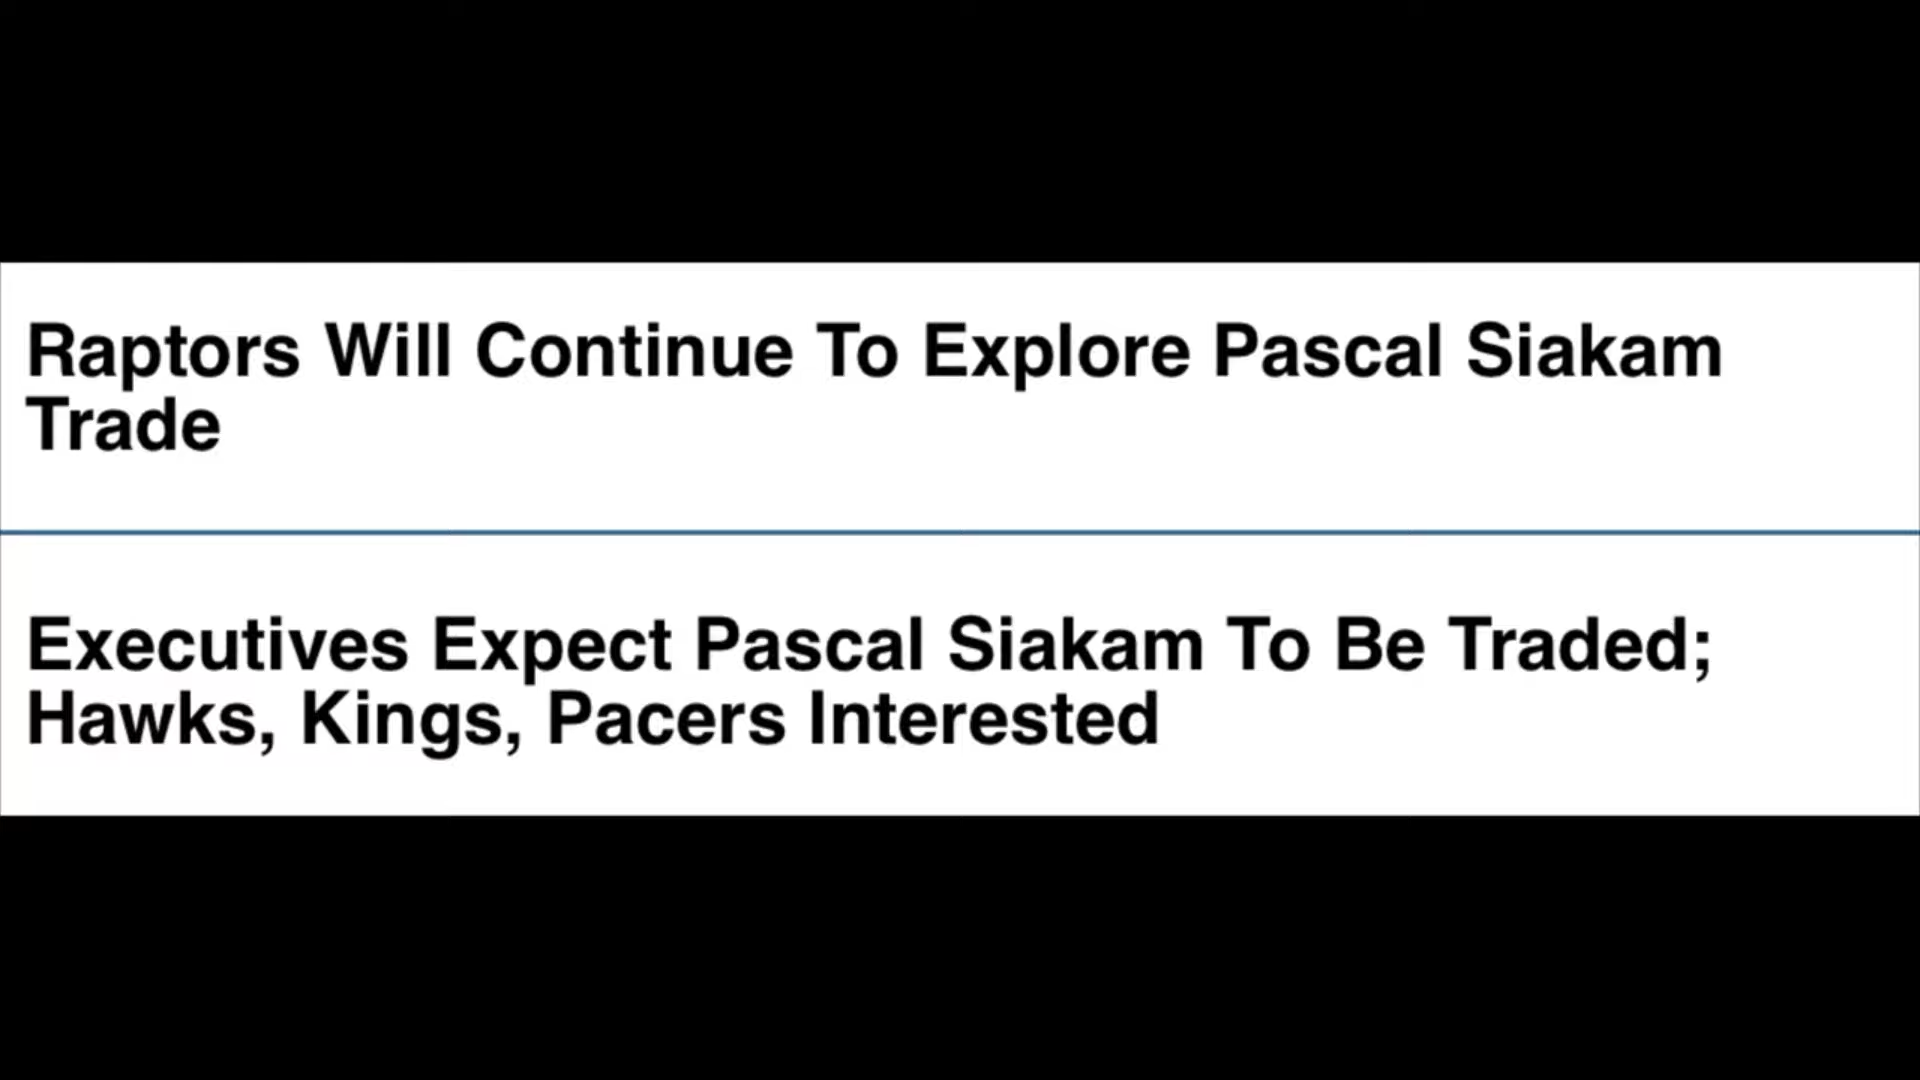 Raptors Will Continue To Explore Pascal Siakam
Trade
Executives Expect Pascal Siakam To Be Traded;
Hawks, Kings, Pacers Interested